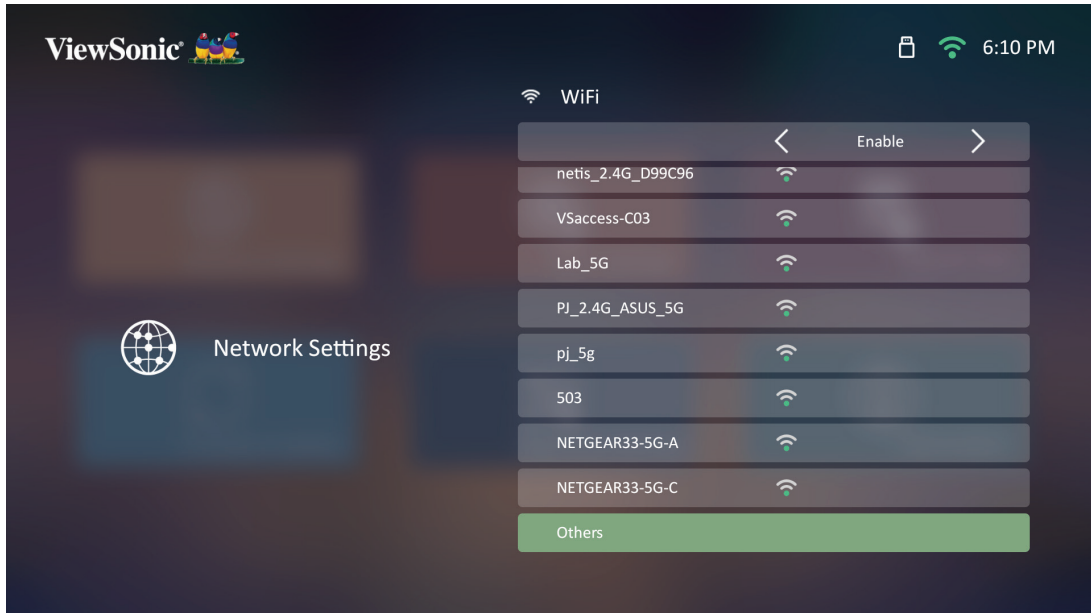 ViewSonic
6:10 PM
WiFi
Enable
netis_2.4G_D99C96
VSaccess-C03
Lab_5G
PJ_2.4G_ASUS_5G
Network Settings
pj_5g
503
NETGEAR33-5G-A
NETGEAR33-5G-C
Others